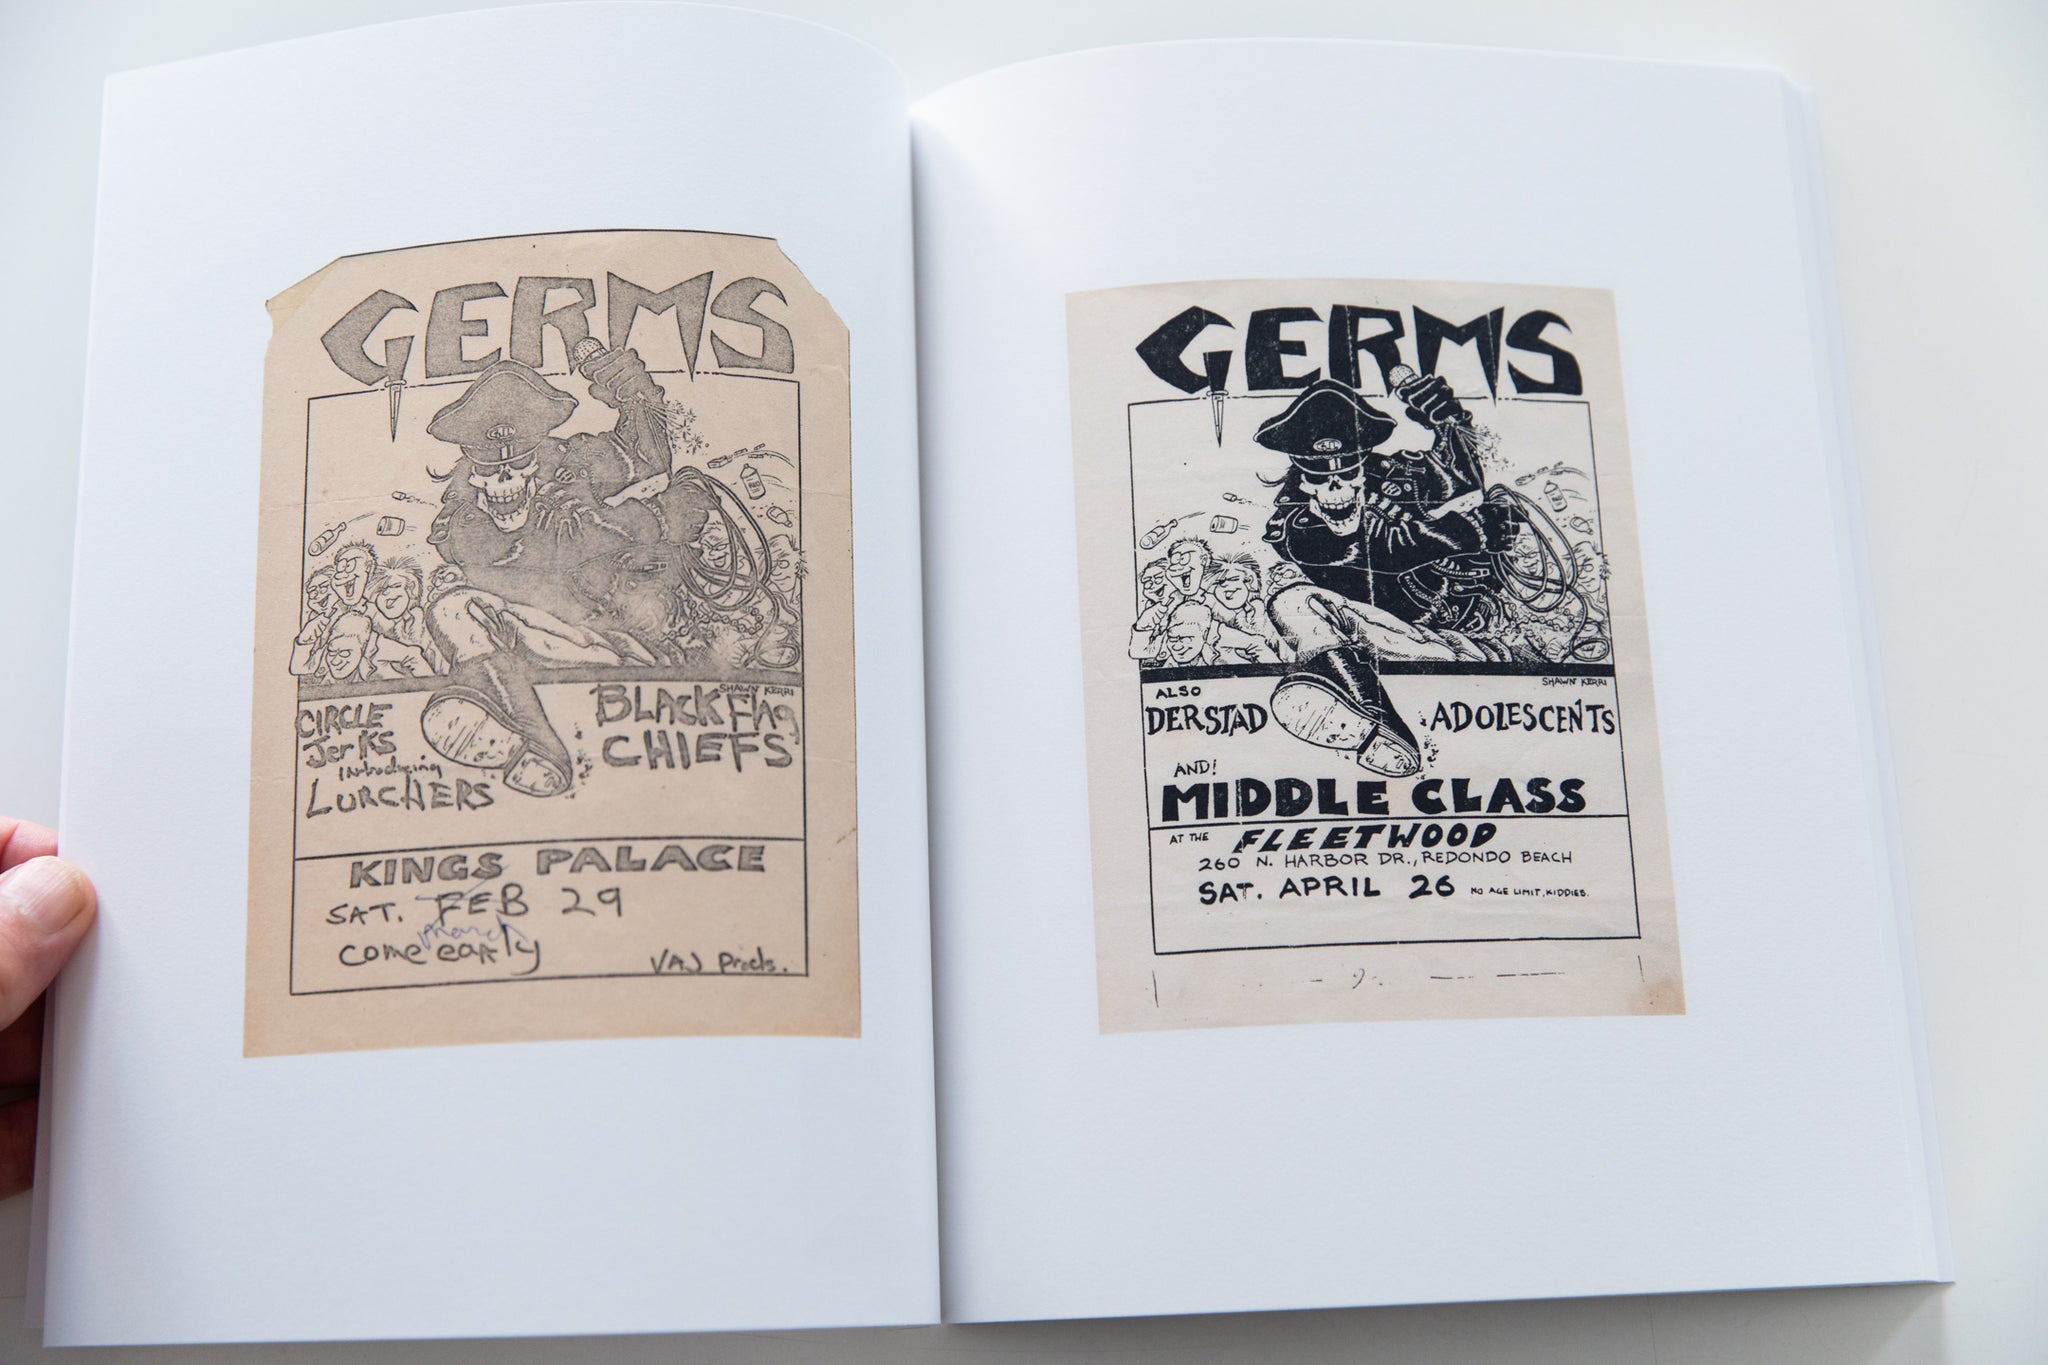 GERMS
SHAWN KERRI
CIRCLE
JerKS
introducing
LURCHERS
BLACK FlAg
CHIEFS
KINGS PALACE
SAT. FEB 29
march
come early
VAJ Prods.
GERMS
SHAWN KERRI
ALSO
DERSTAD
ADOLESCENTS
AND!
MIDDLE CLASS
AT THE FLEETWOOD
260 N. HARBOR DR., REDONDO BEACH
SAT. APRIL 26 NO AGE LIMIT, KIDDIES.